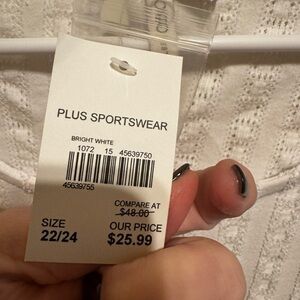 PLUS SPORTSWEAR
BRIGHT WHITE
1072 15 45639750
45639755
COMPARE AT
$48.00
SIZE OUR PRICE
22/24 $25.99